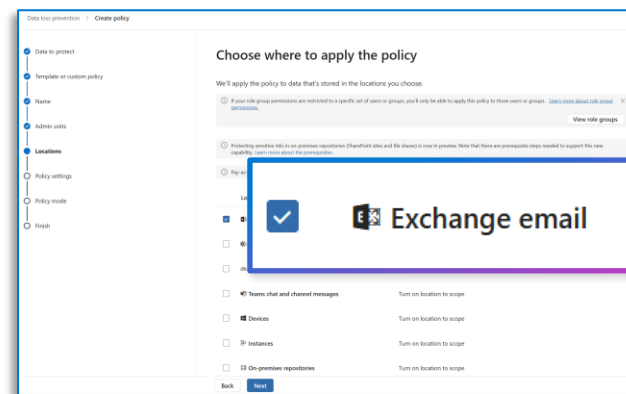 Data loss prevention > Create policy
Data to protect
Template or custom policy
Name
Admin units
Locations
Policy settings
Policy mode
Finish
Choose where to apply the policy
We'll apply the policy to data that's stored in the locations you choose.
If your role group permissions are restricted to a specific set of users or groups, you'll only be able to apply this policy to those users or groups. Learn more about role group
permissions.
View role groups
Protecting sensitive info in on-premises repositories (SharePoint sites and file shares) is now in preview. Note that there are prerequisite steps needed to support this new
capability. Learn more about the prerequisites
Exchange email
Teams chat and channel messages Turn on location to scope
Devices Turn on location to scope
Instances Turn on location to scope
On-premises repositories Turn on location to scope
Back Next